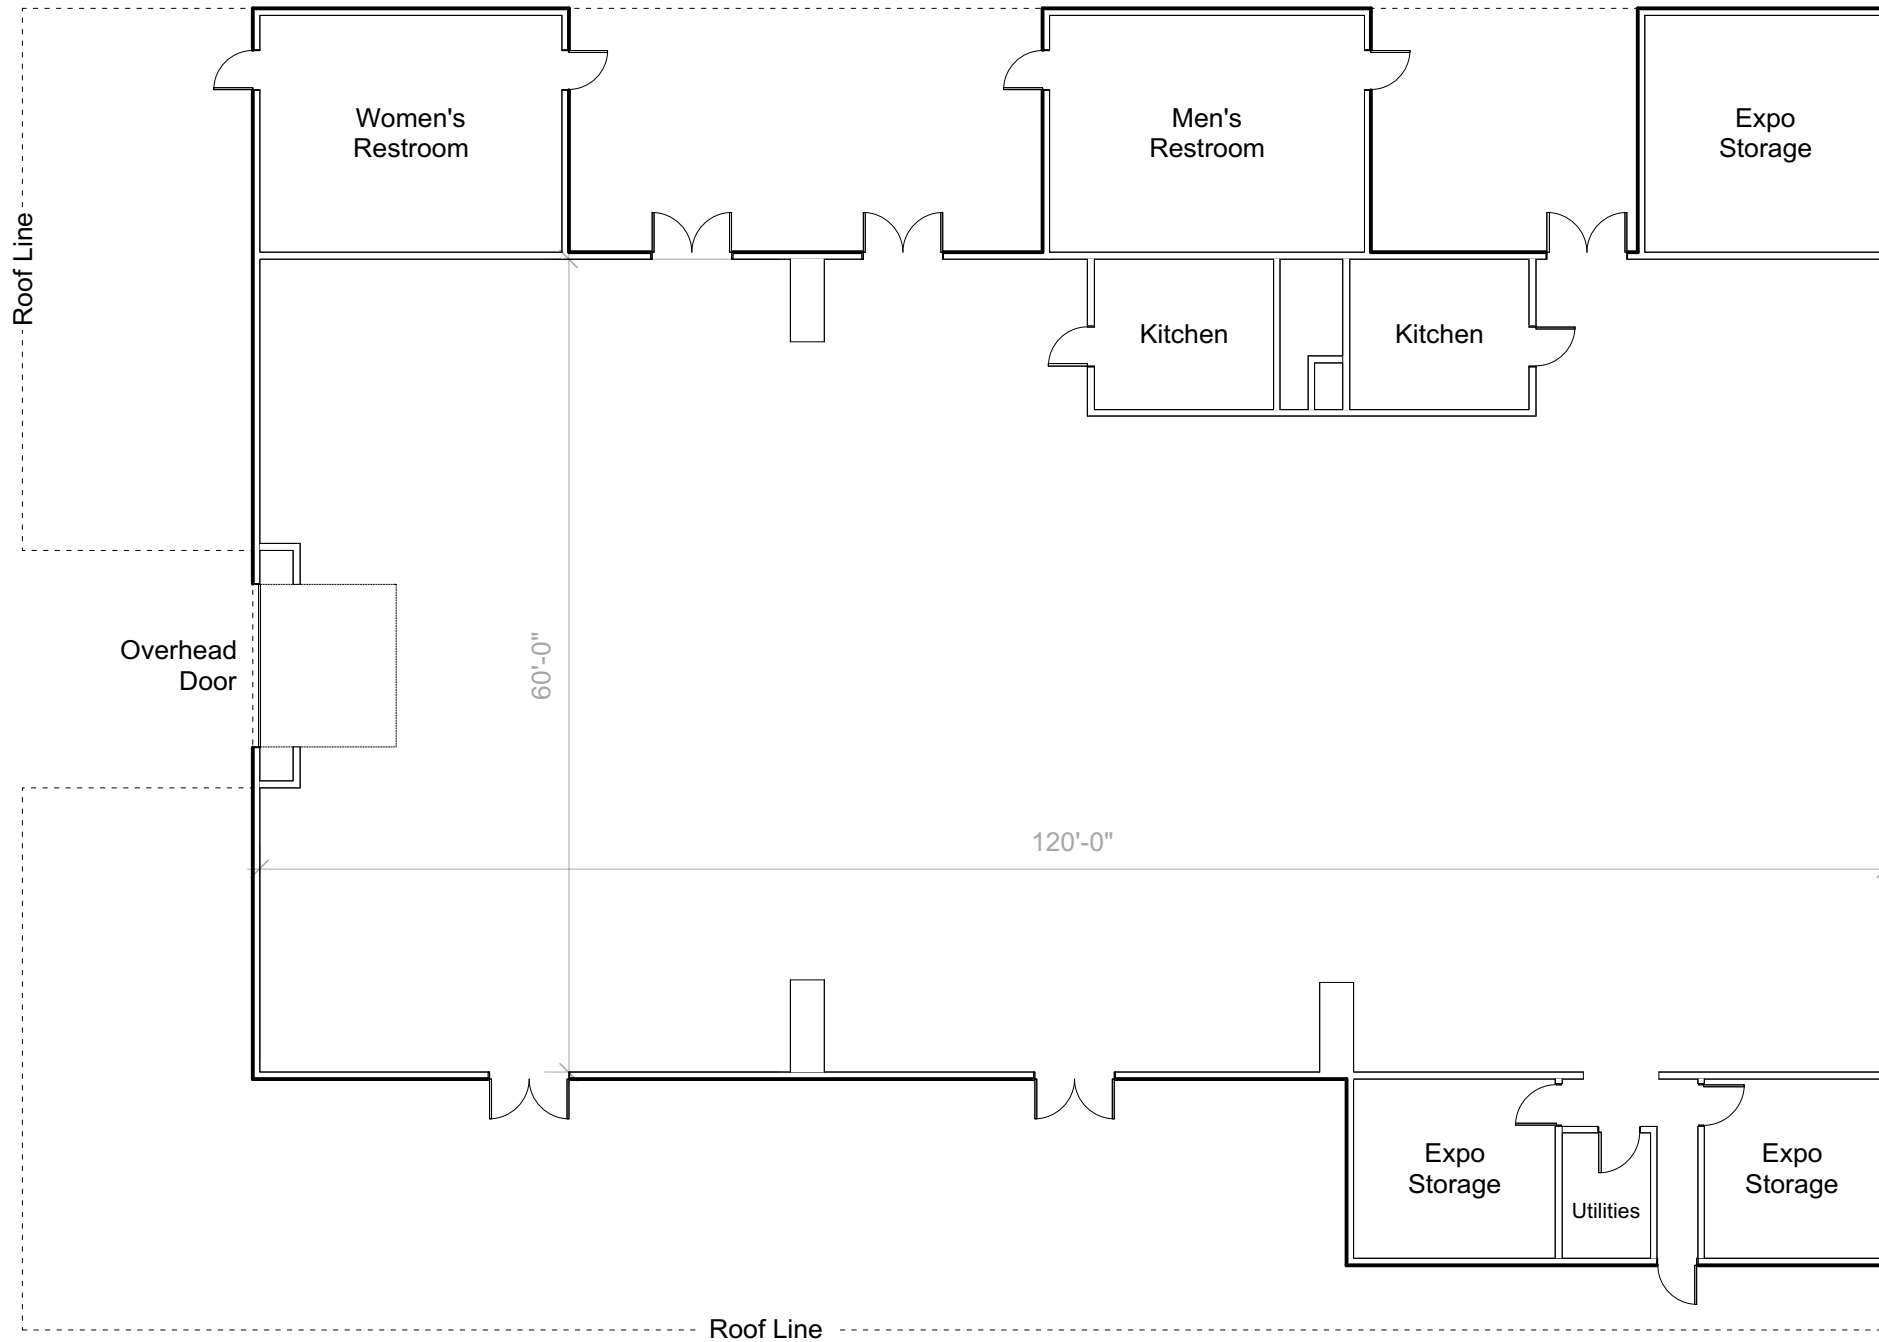 Women's
Restroom
Men's
Restroom
Expo
Storage
Roof Line
Kitchen
Kitchen
Overhead
Door
60'-0"
120'-0"
Expo
Storage
Utilities
Expo
Storage
Roof Line